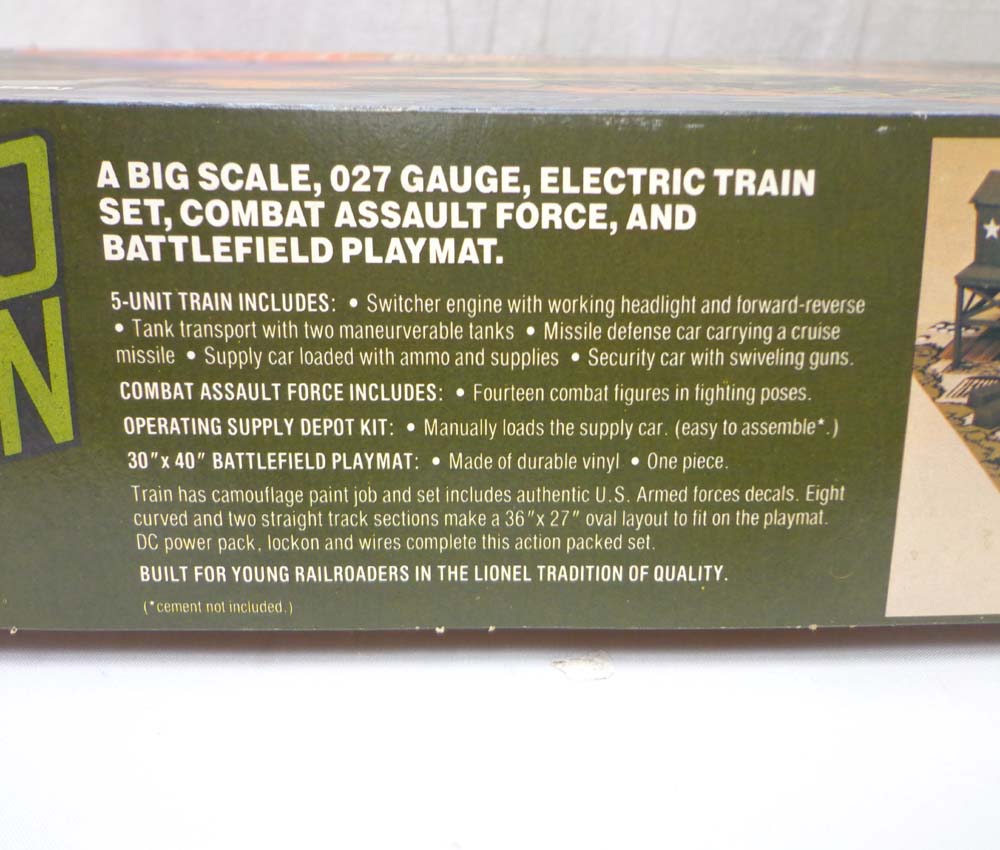 A BIG SCALE, 027 GAUGE, ELECTRIC TRAIN
SET, COMBAT ASSAULT FORCE, AND
BATTLEFIELD PLAYMAT.
5-UNIT TRAIN INCLUDES: • Switcher engine with working headlight and forward-reverse
• Tank transport with two maneurverable tanks • Missile defense car carrying a cruise
missile • Supply car loaded with ammo and supplies • Security car with swiveling guns.
COMBAT ASSAULT FORCE INCLUDES: • Fourteen combat figures in fighting poses.
OPERATING SUPPLY DEPOT KIT: • Manually loads the supply car. (easy to assemble*.)
30"x 40" BATTLEFIELD PLAYMAT: • Made of durable vinyl • One piece.
Train has camouflage paint job and set includes authentic U.S. Armed forces decals. Eight
curved and two straight track sections make a 36"x 27" oval layout to fit on the playmat.
DC power pack, lockon and wires complete this action packed set.
BUILT FOR YOUNG RAILROADERS IN THE LIONEL TRADITION OF QUALITY.
(*cement not included.)